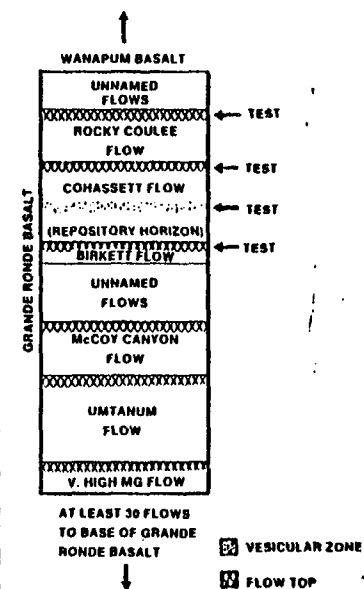 WANAPUM BASALT
UNNAMED
FLOWS
TEST
ROCKY COULEE
FLOW
TEST
COHASSETT FLOW
TEST
(REPOSITORY HORIZON)
TEST
BIRKETT FLOW
UNNAMED
FLOWS
McCOY CANYON
FLOW
UMTANUM
FLOW
V. HIGH MG FLOW
GRANDE RONDE BASALT
AT LEAST 30 FLOWS
TO BASE OF GRANDE
RONDE BASALT
VESICULAR ZONE
FLOW TOP